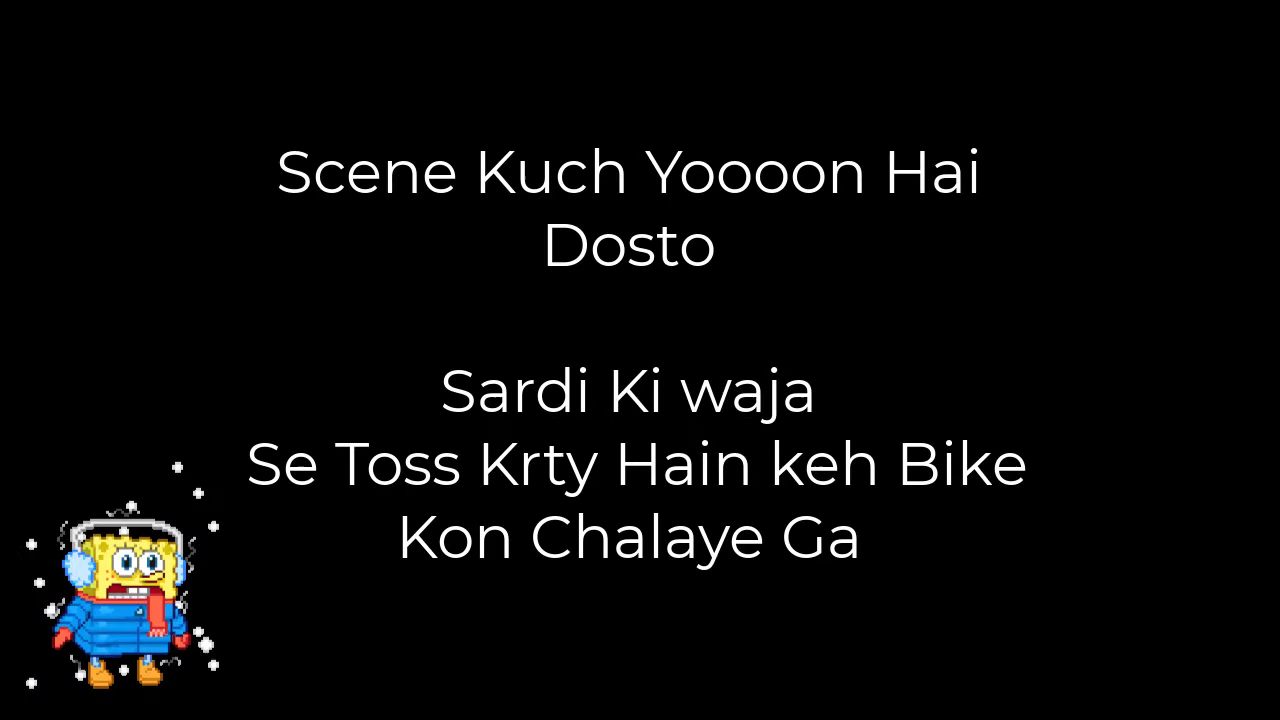 Scene Kuch Yoooon Hai
Dosto
Sardi Ki waja
Se Toss Krty Hain keh Bike
Kon Chalaye Ga